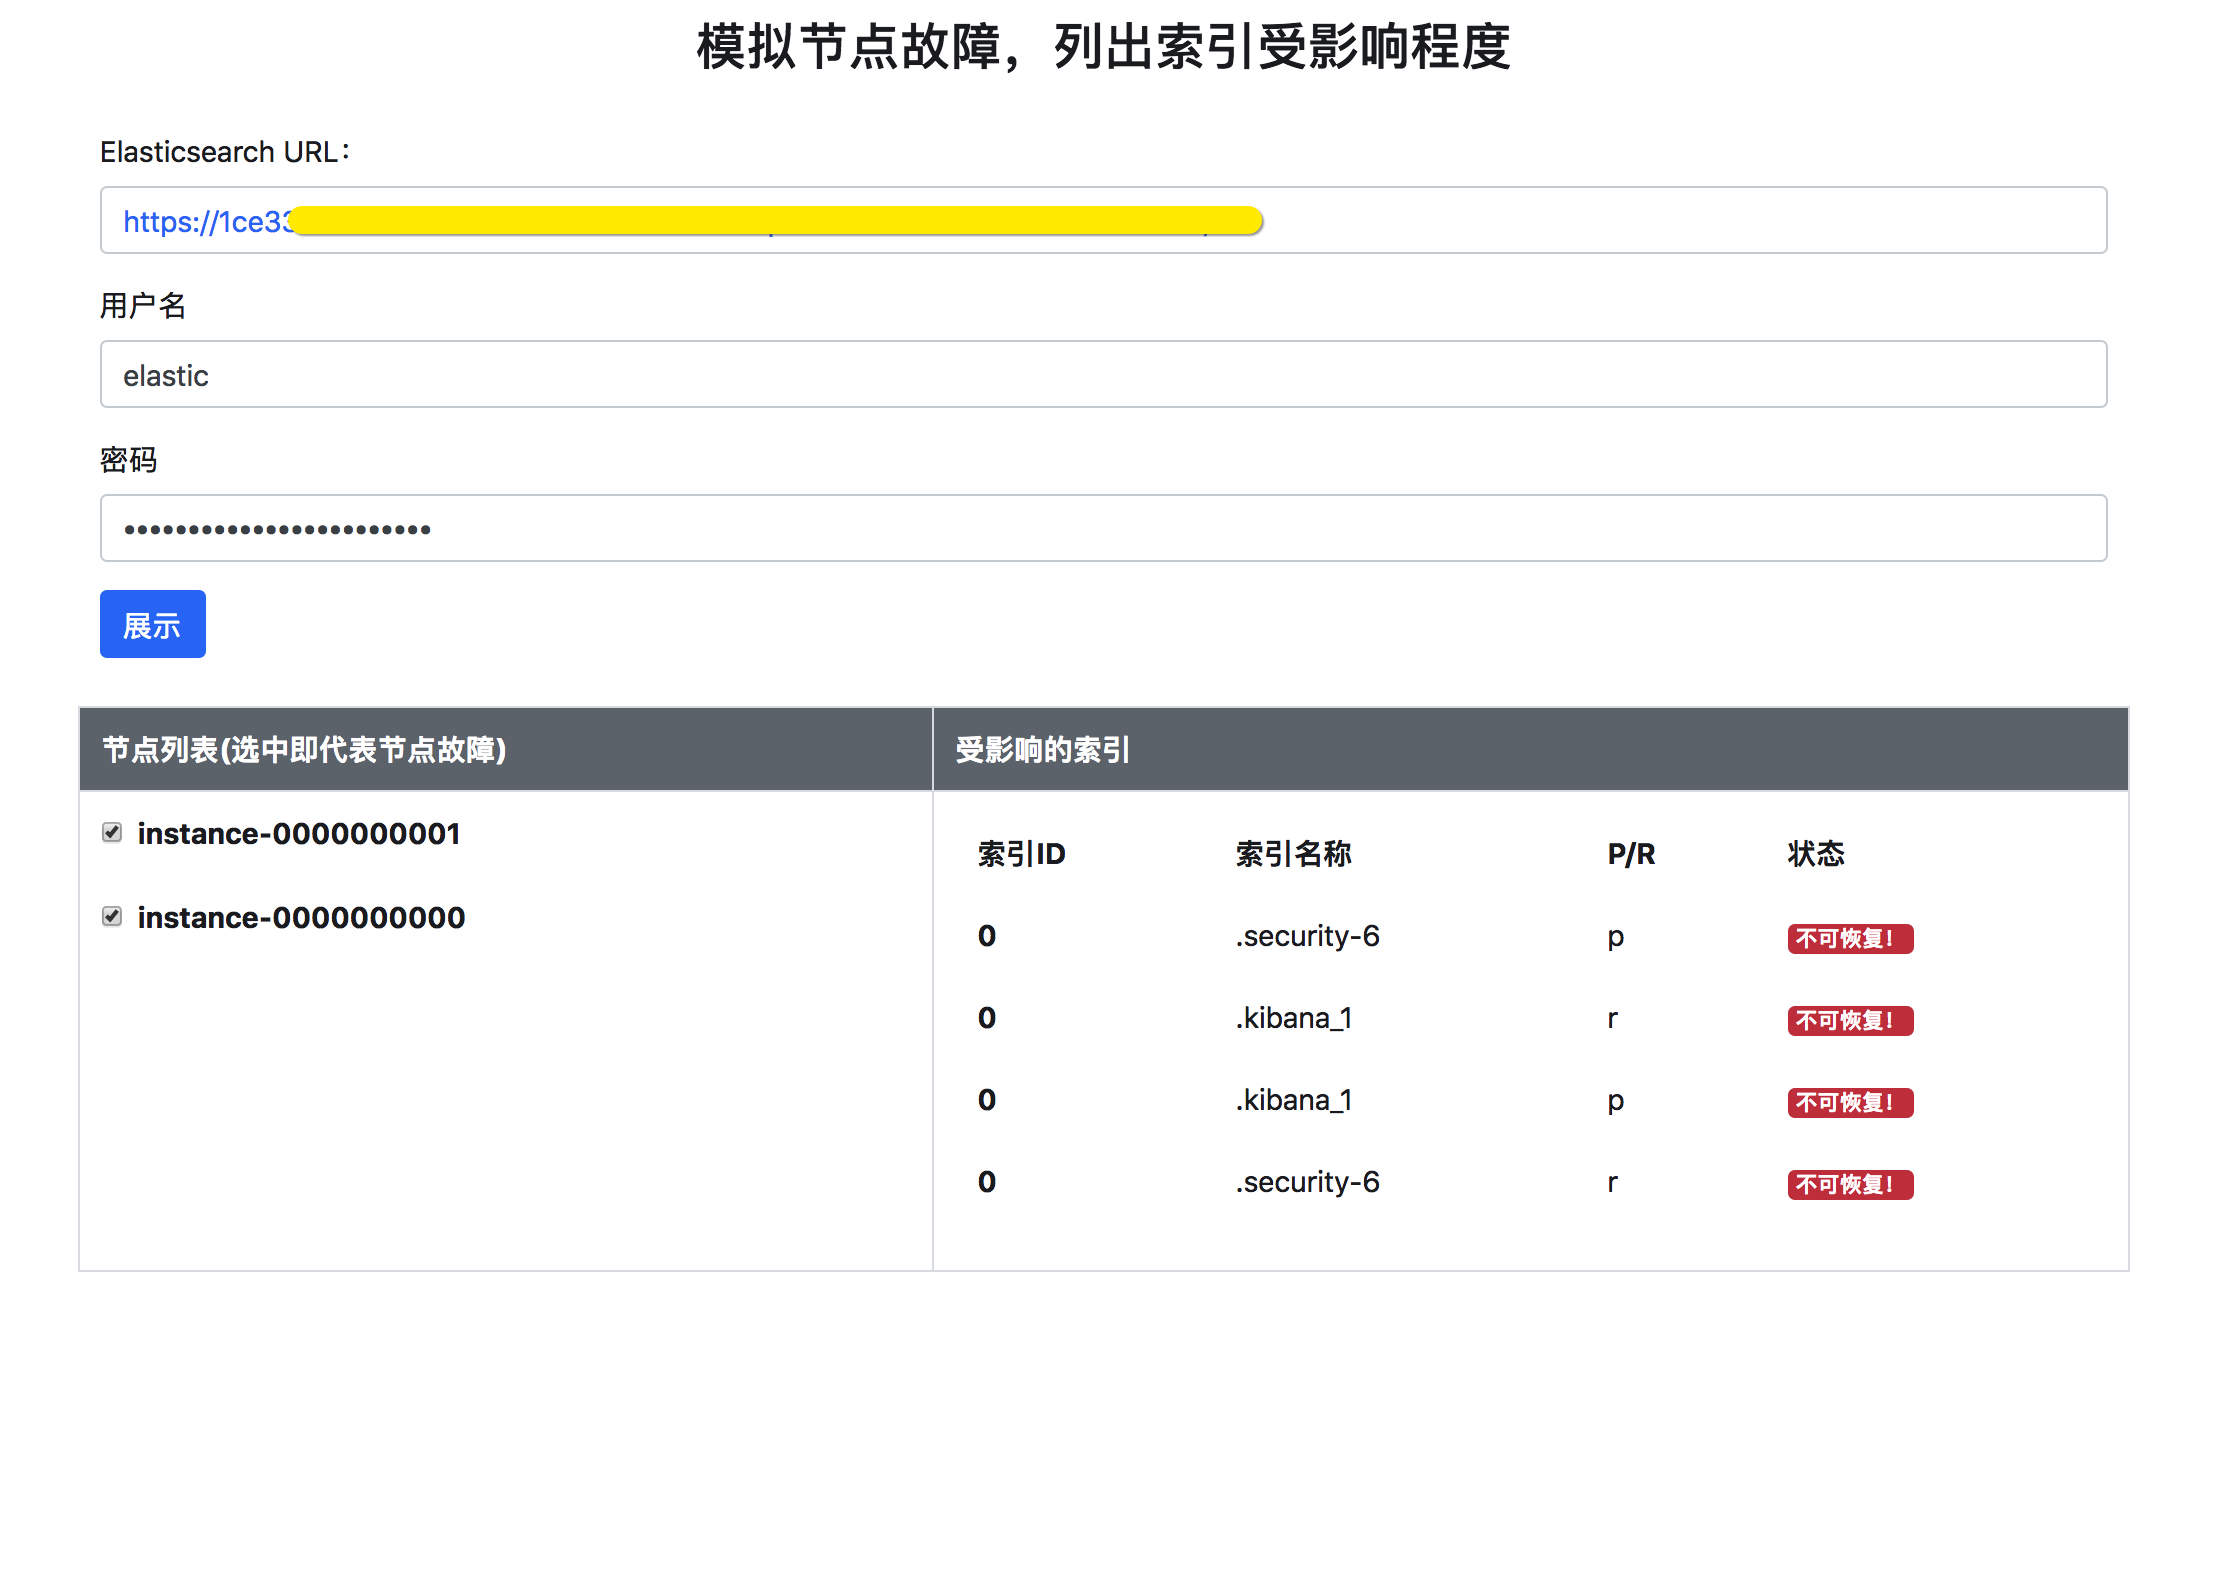 模拟节点故障，列出索引受影响程度
Elasticsearch URL：
https://1ce33
用户名
elastic
密码
••••••••••••••••••••••••
展示
节点列表(选中即代表节点故障)
受影响的索引
instance-0000000001
instance-0000000000
索引ID 索引名称 P/R 状态
0 .security-6 p 不可恢复！
0 .kibana_1 r 不可恢复！
0 .kibana_1 p 不可恢复！
0 .security-6 r 不可恢复！